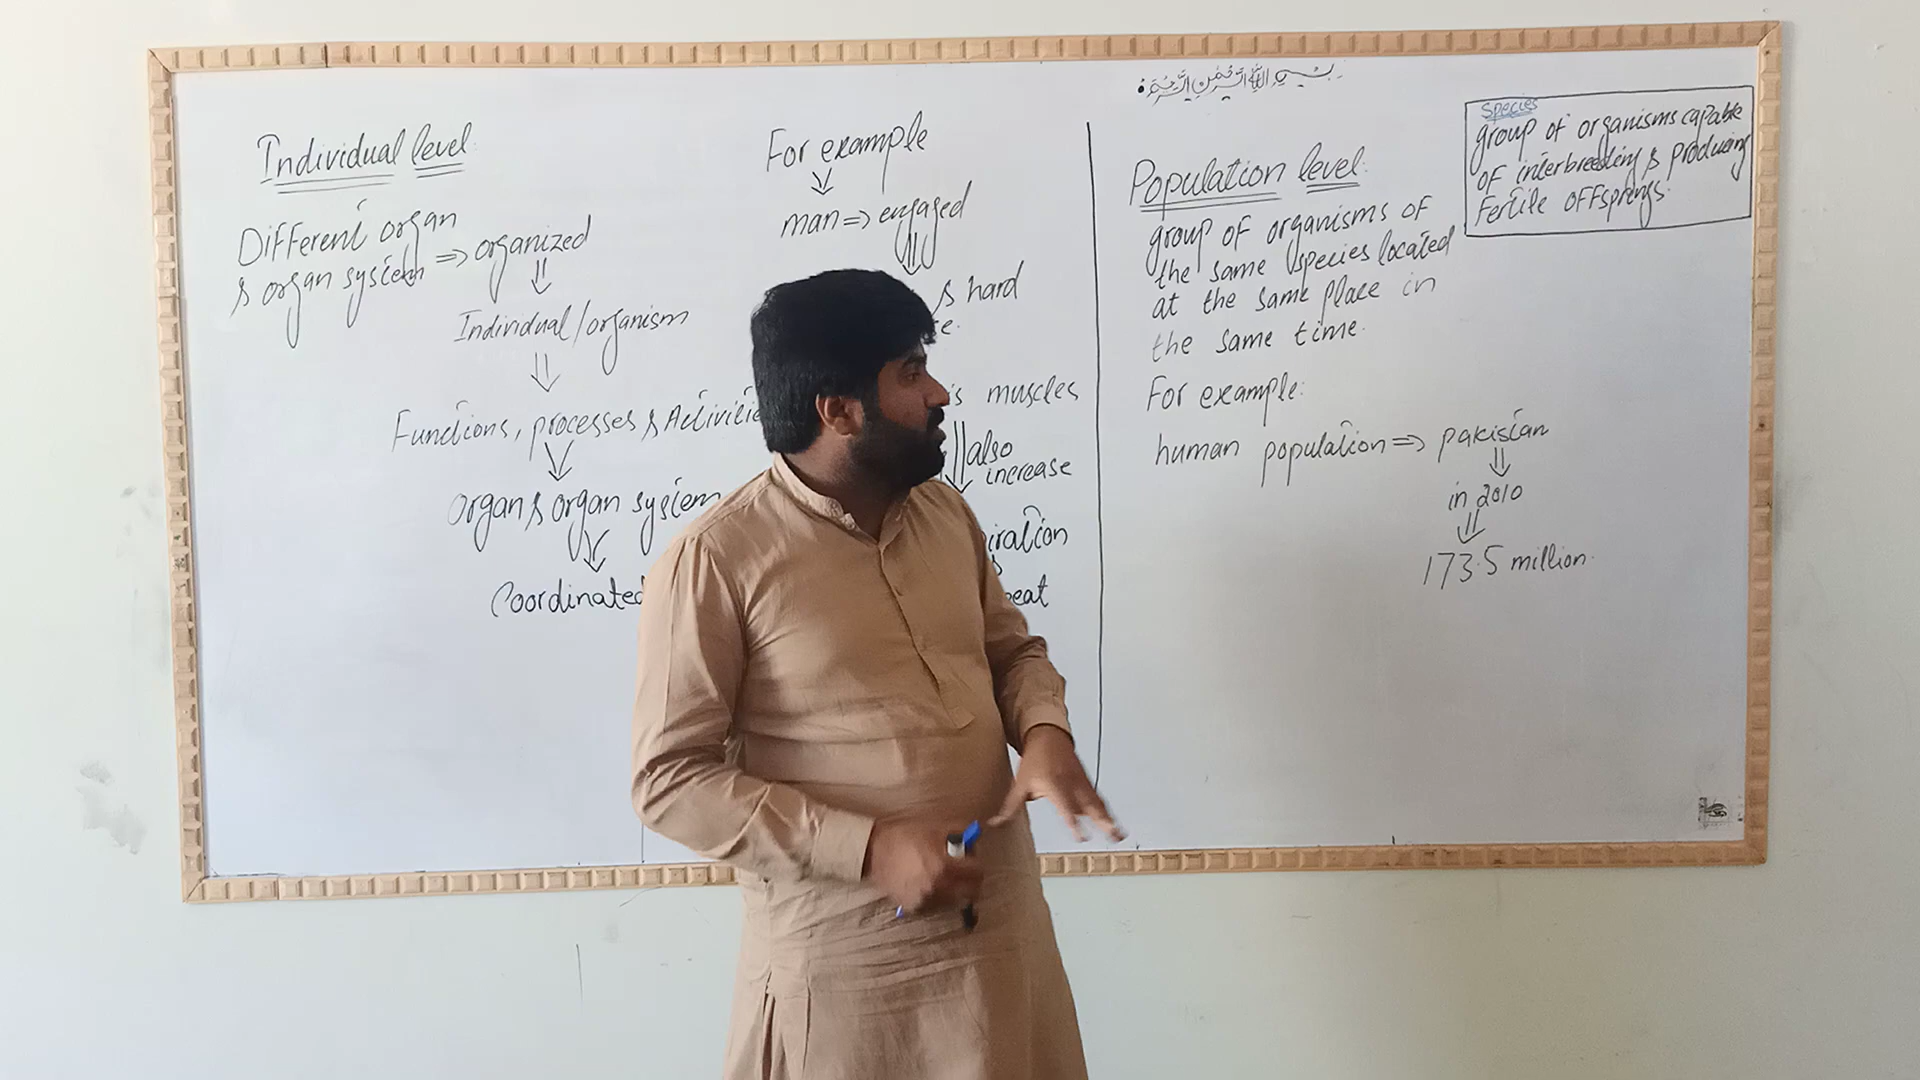 بسم الله الرحمن الرحيم
Individual level
Different organ
& organ system => organized
Individual/organism
Functions, processes & Activitie
Organ & organ system
Coordinated
For example
man => engaged
& hard
muscles
also
increase
Population level:
group of organisms of
the same species located
at the same place in
the same time.
For example:
human population => pakistan
in 2010
173.5 million.
Species
group of organisms capable
of interbreeding & producing
fertile offsprings.